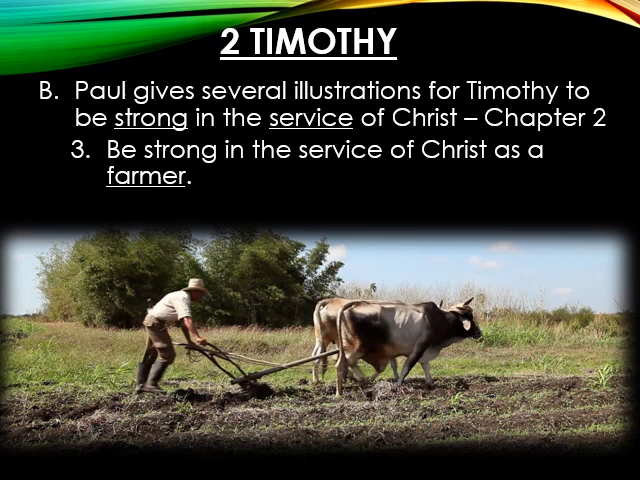 2 TIMOTHY
B. Paul gives several illustrations for Timothy to
be strong in the service of Christ – Chapter 2
3. Be strong in the service of Christ as a
farmer.